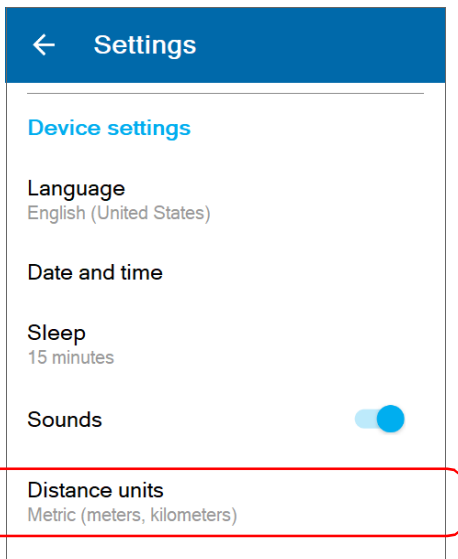 Settings
Device settings
Language
English (United States)
Date and time
Sleep
15 minutes
Sounds
Distance units
Metric (meters, kilometers)